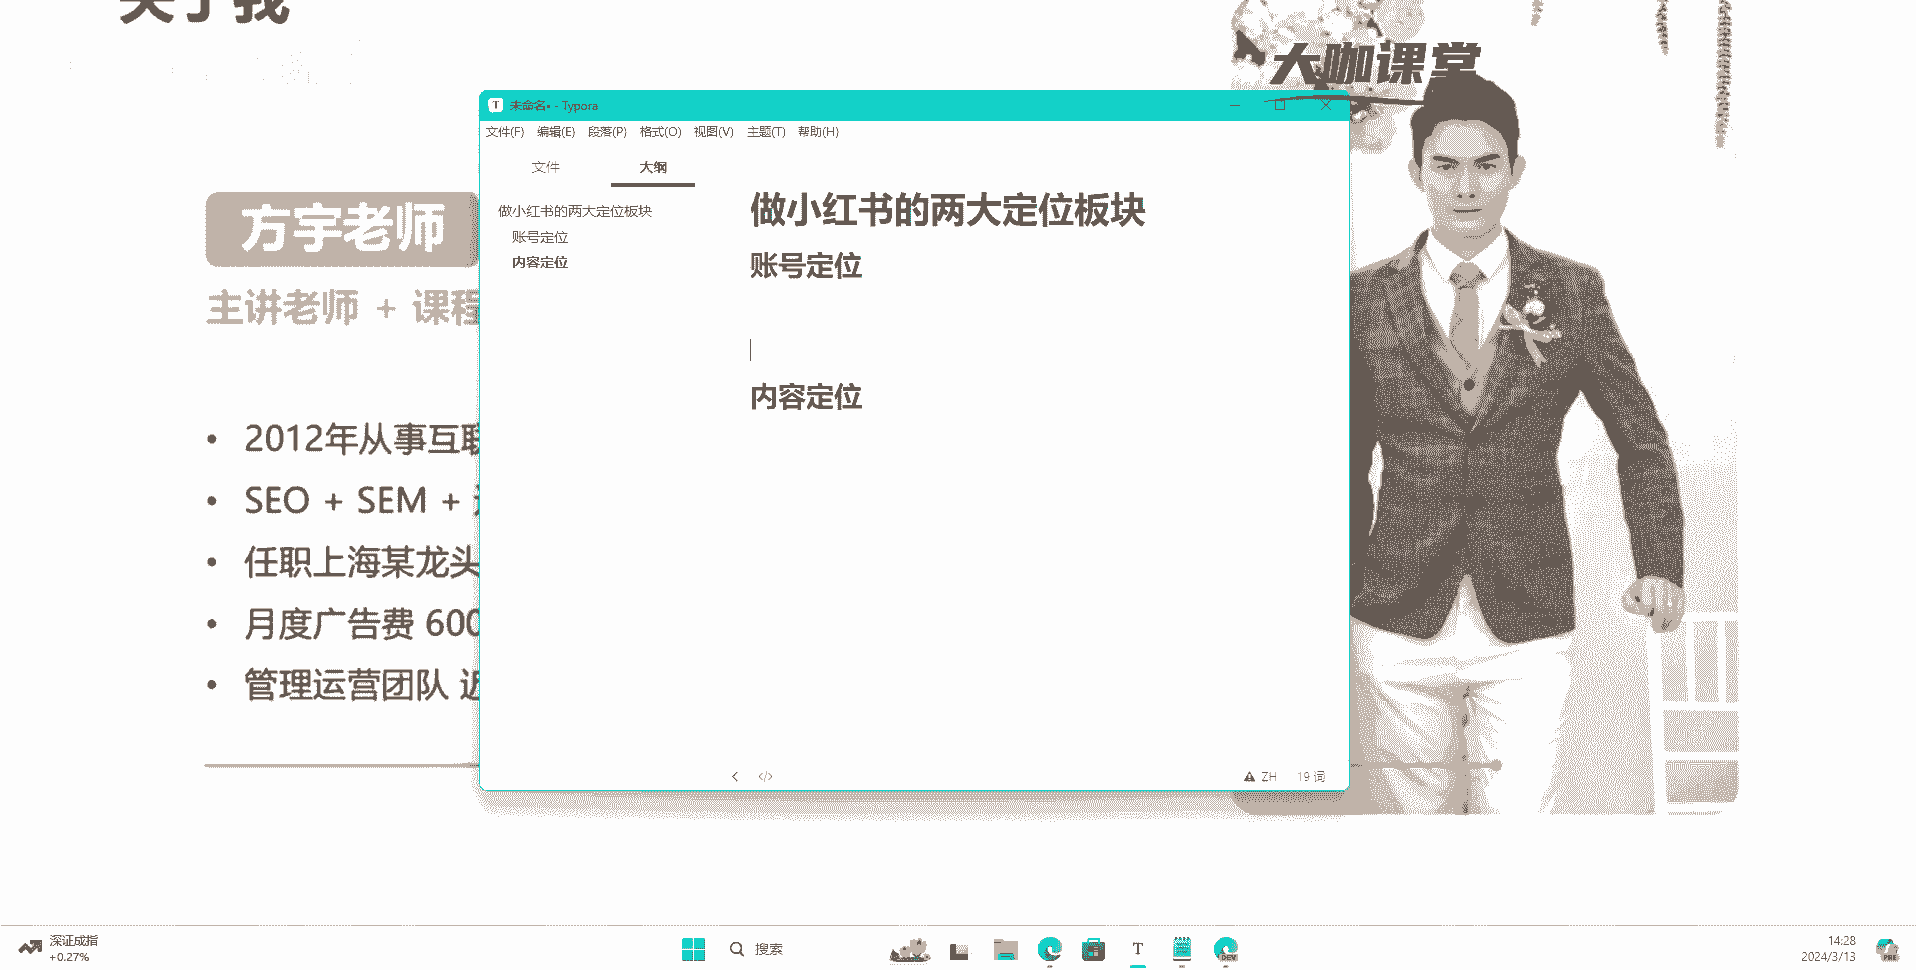 关于我
大咖课堂
未命名• - Typora
文件(F) 编辑(E) 段落(P) 格式(O) 视图(V) 主题(T) 帮助(H)
文件 大纲
做小红书的两大定位板块
账号定位
内容定位
做小红书的两大定位板块
账号定位
内容定位
方宇老师
主讲老师 + 课程
2012年从事互联
SEO + SEM +
任职上海某龙头
月度广告费 600
管理运营团队 近
ZH 19 词
深证成指
+0.27%
搜索
14:28
2024/3/13